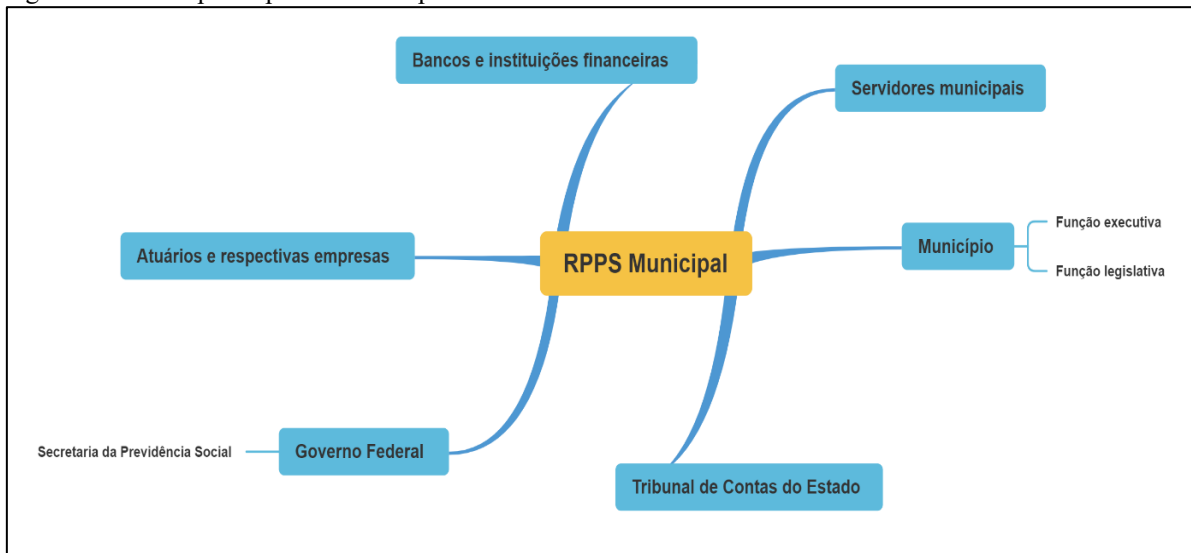 Bancos e instituições financeiras
Servidores municipais
Função executiva
Atuários e respectivas empresas
RPPS Municipal
Município
Função legislativa
Secretaria da Previdência Social
Governo Federal
Tribunal de Contas do Estado